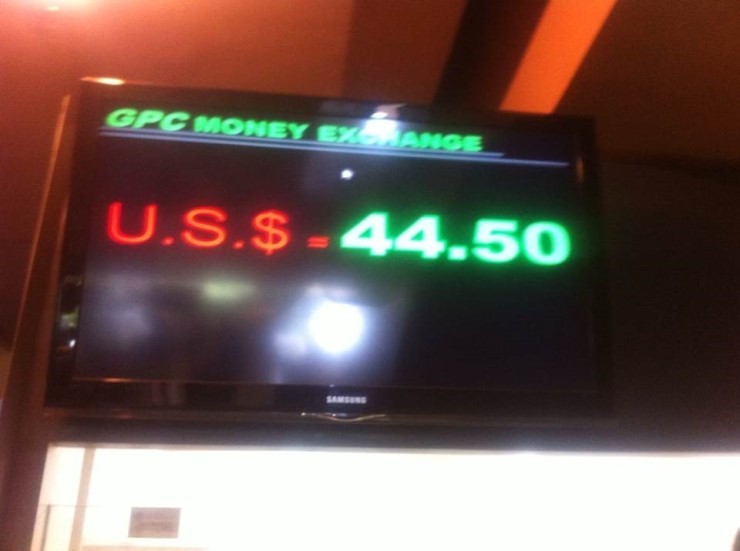 GPC MONEY EXCHANGE
U.S.$ = 44.50
SAMSUNG